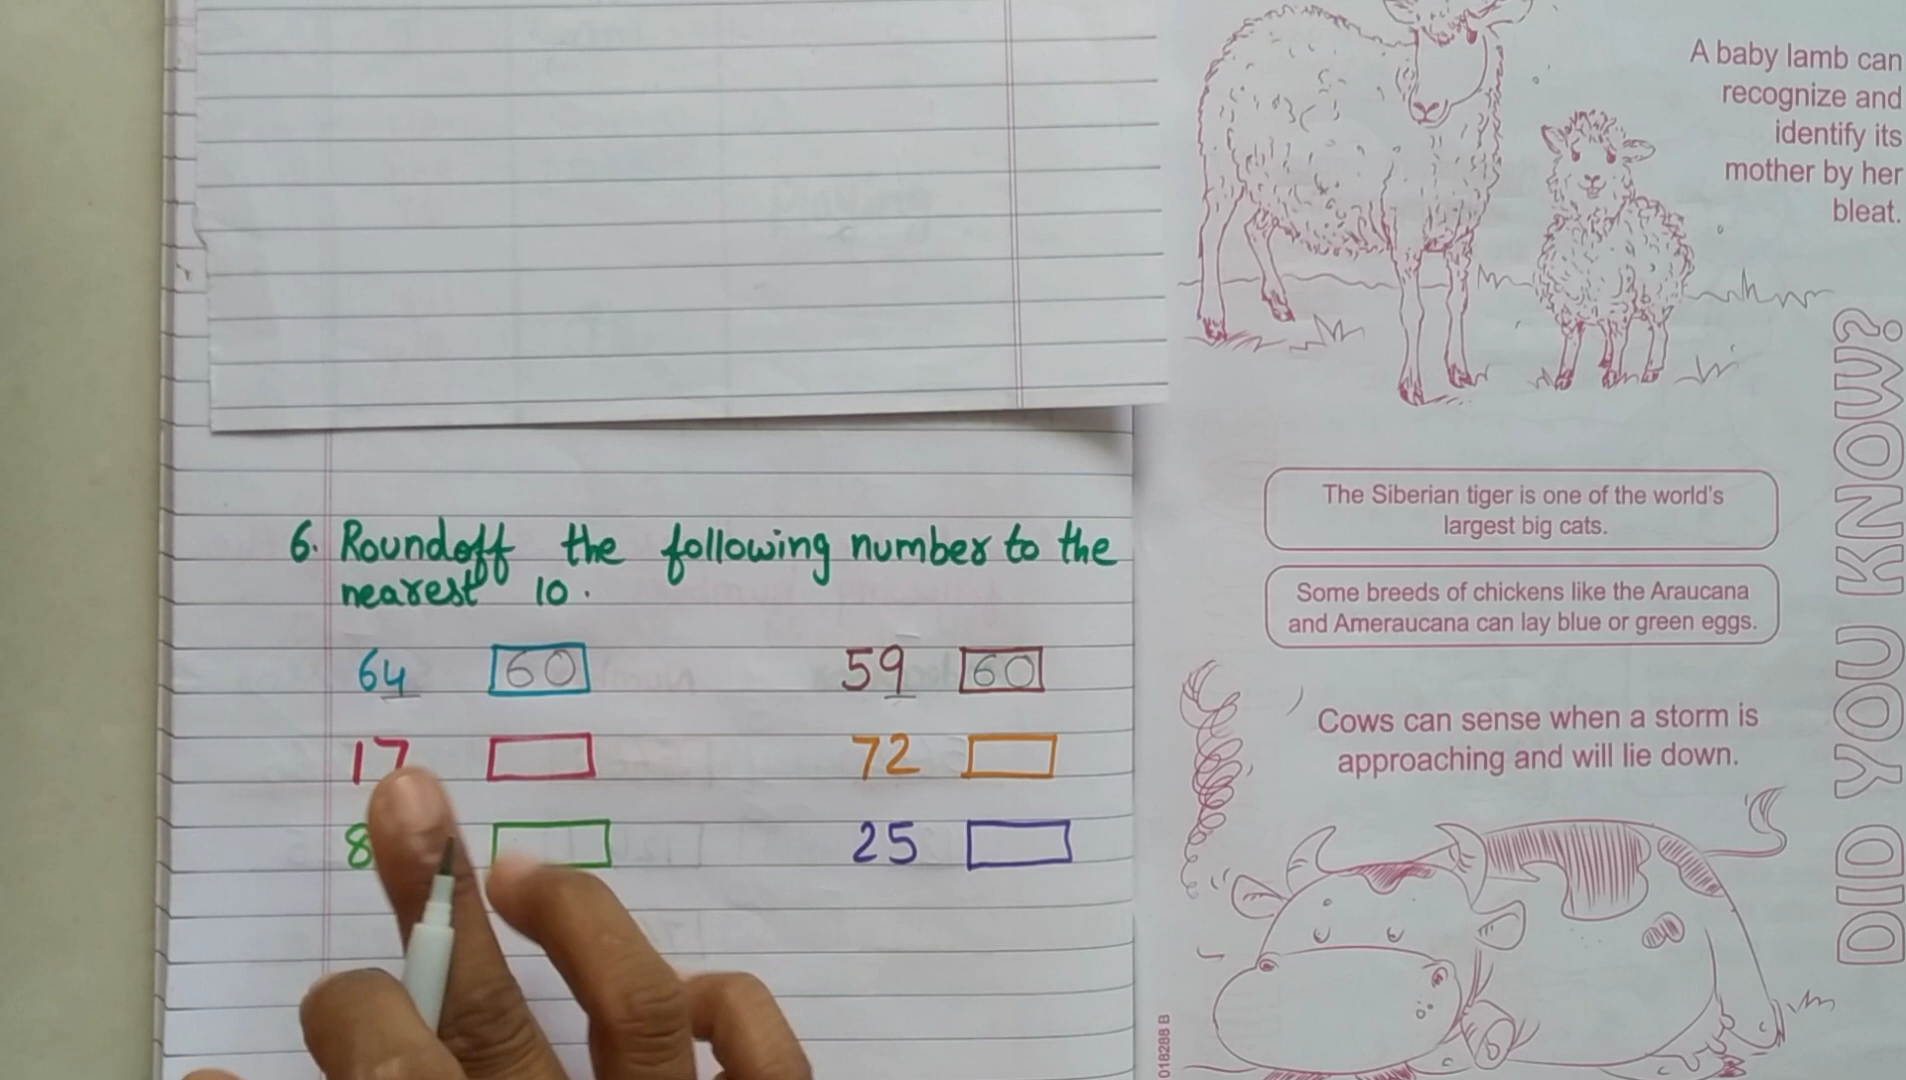 6. Roundoff the following number to the
nearest 10.
64 60 59 60
17 72
25
A baby lamb can
recognize and
identify its
mother by her
bleat.
The Siberian tiger is one of the world's
largest big cats.
Some breeds of chickens like the Araucana
and Ameraucana can lay blue or green eggs.
Cows can sense when a storm is
approaching and will lie down.
DID YOU KNOW?
018288 B